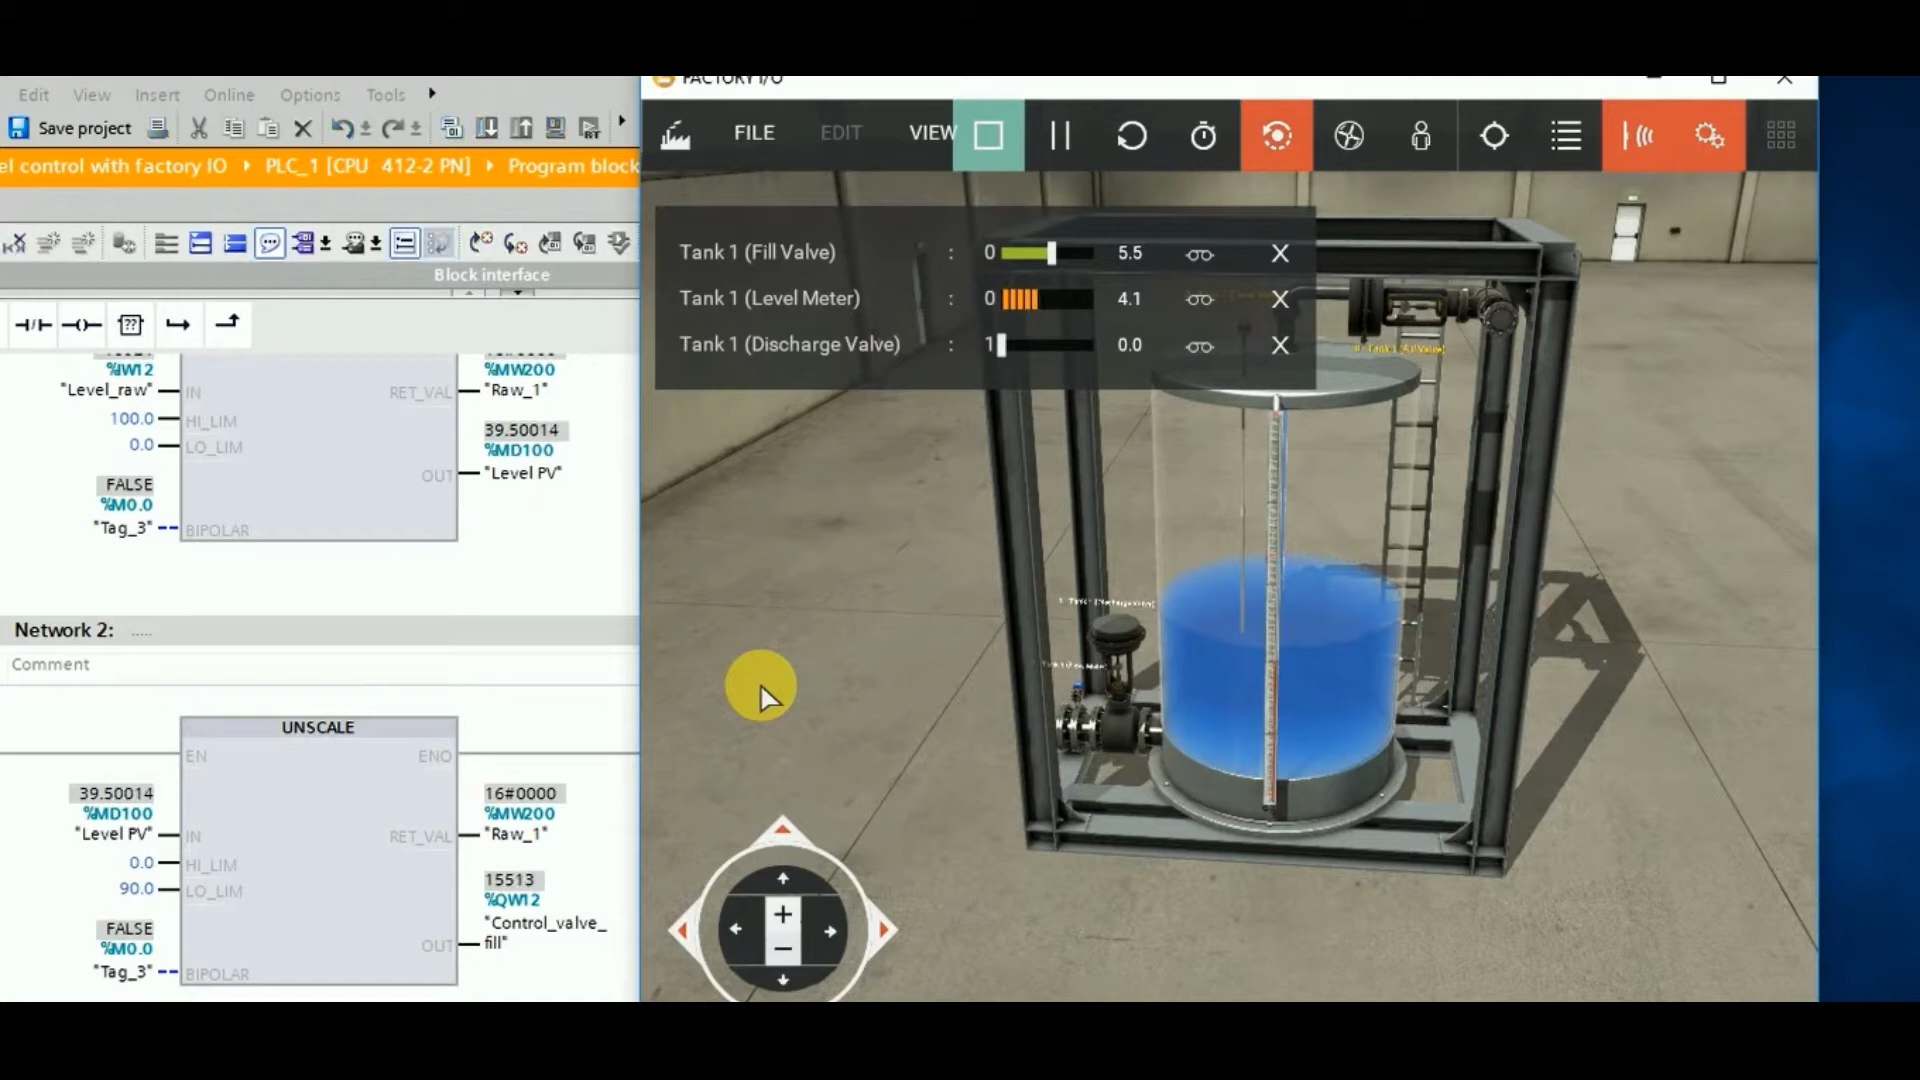 FACTORY I/O
Edit View Insert Online Options Tools
Save project
el control with factory IO PLC_1 [CPU 412-2 PN] Program block
Block interface
??
%IW12
"Level_raw" IN
100.0 HI_LIM
0.0 LO_LIM
FALSE
%M0.0
"Tag_3" BIPOLAR
%MW200
RET_VAL "Raw_1"
39.50014
%MD100
OUT "Level PV"
Network 2: .....
Comment
UNSCALE
EN ENO
39.50014
%MD100
"Level PV" IN
0.0 HI_LIM
90.0 LO_LIM
FALSE
%M0.0
"Tag_3" BIPOLAR
16#0000
%MW200
RET_VAL "Raw_1"
15513
%QW12
"Control_valve_
OUT fill"
FILE EDIT VIEW
Tank 1 (Fill Valve) : 0 5.5 X
Tank 1 (Level Meter) : 0 4.1 X
Tank 1 (Discharge Valve) : 1 0.0 X